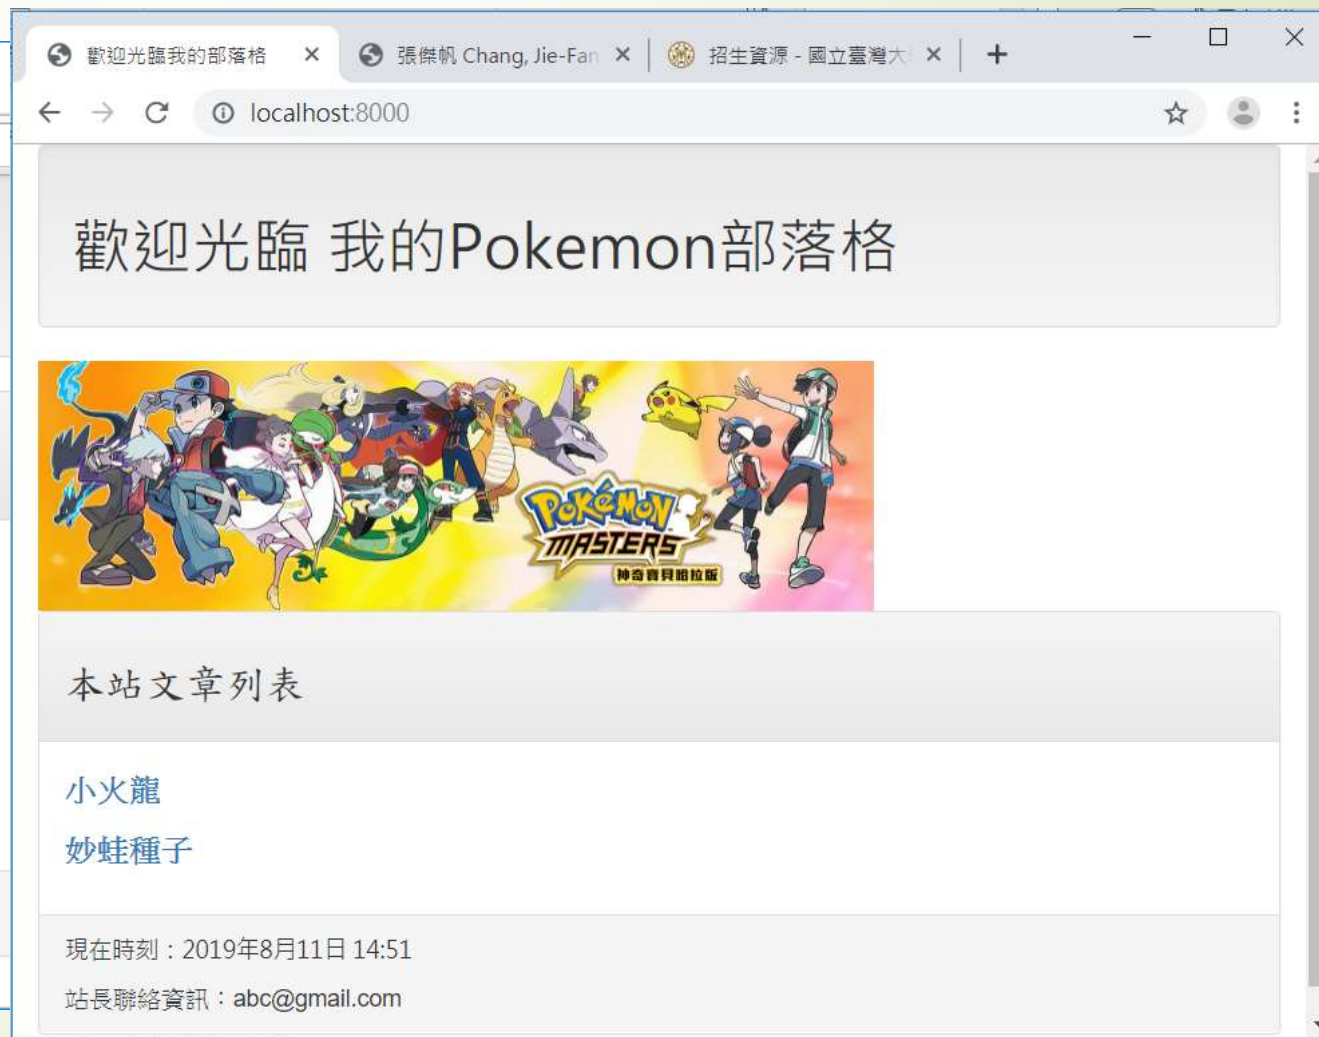 歡迎光臨我的部落格
張傑帆 Chang, Jie-Fan
招生資源 - 國立臺灣大
localhost:8000
歡迎光臨 我的Pokemon部落格
POKéMON
MASTERS
神奇寶貝哈拉版
本站文章列表
小火龍
妙蛙種子
現在時刻：2019年8月11日 14:51
站長聯絡資訊：abc@gmail.com